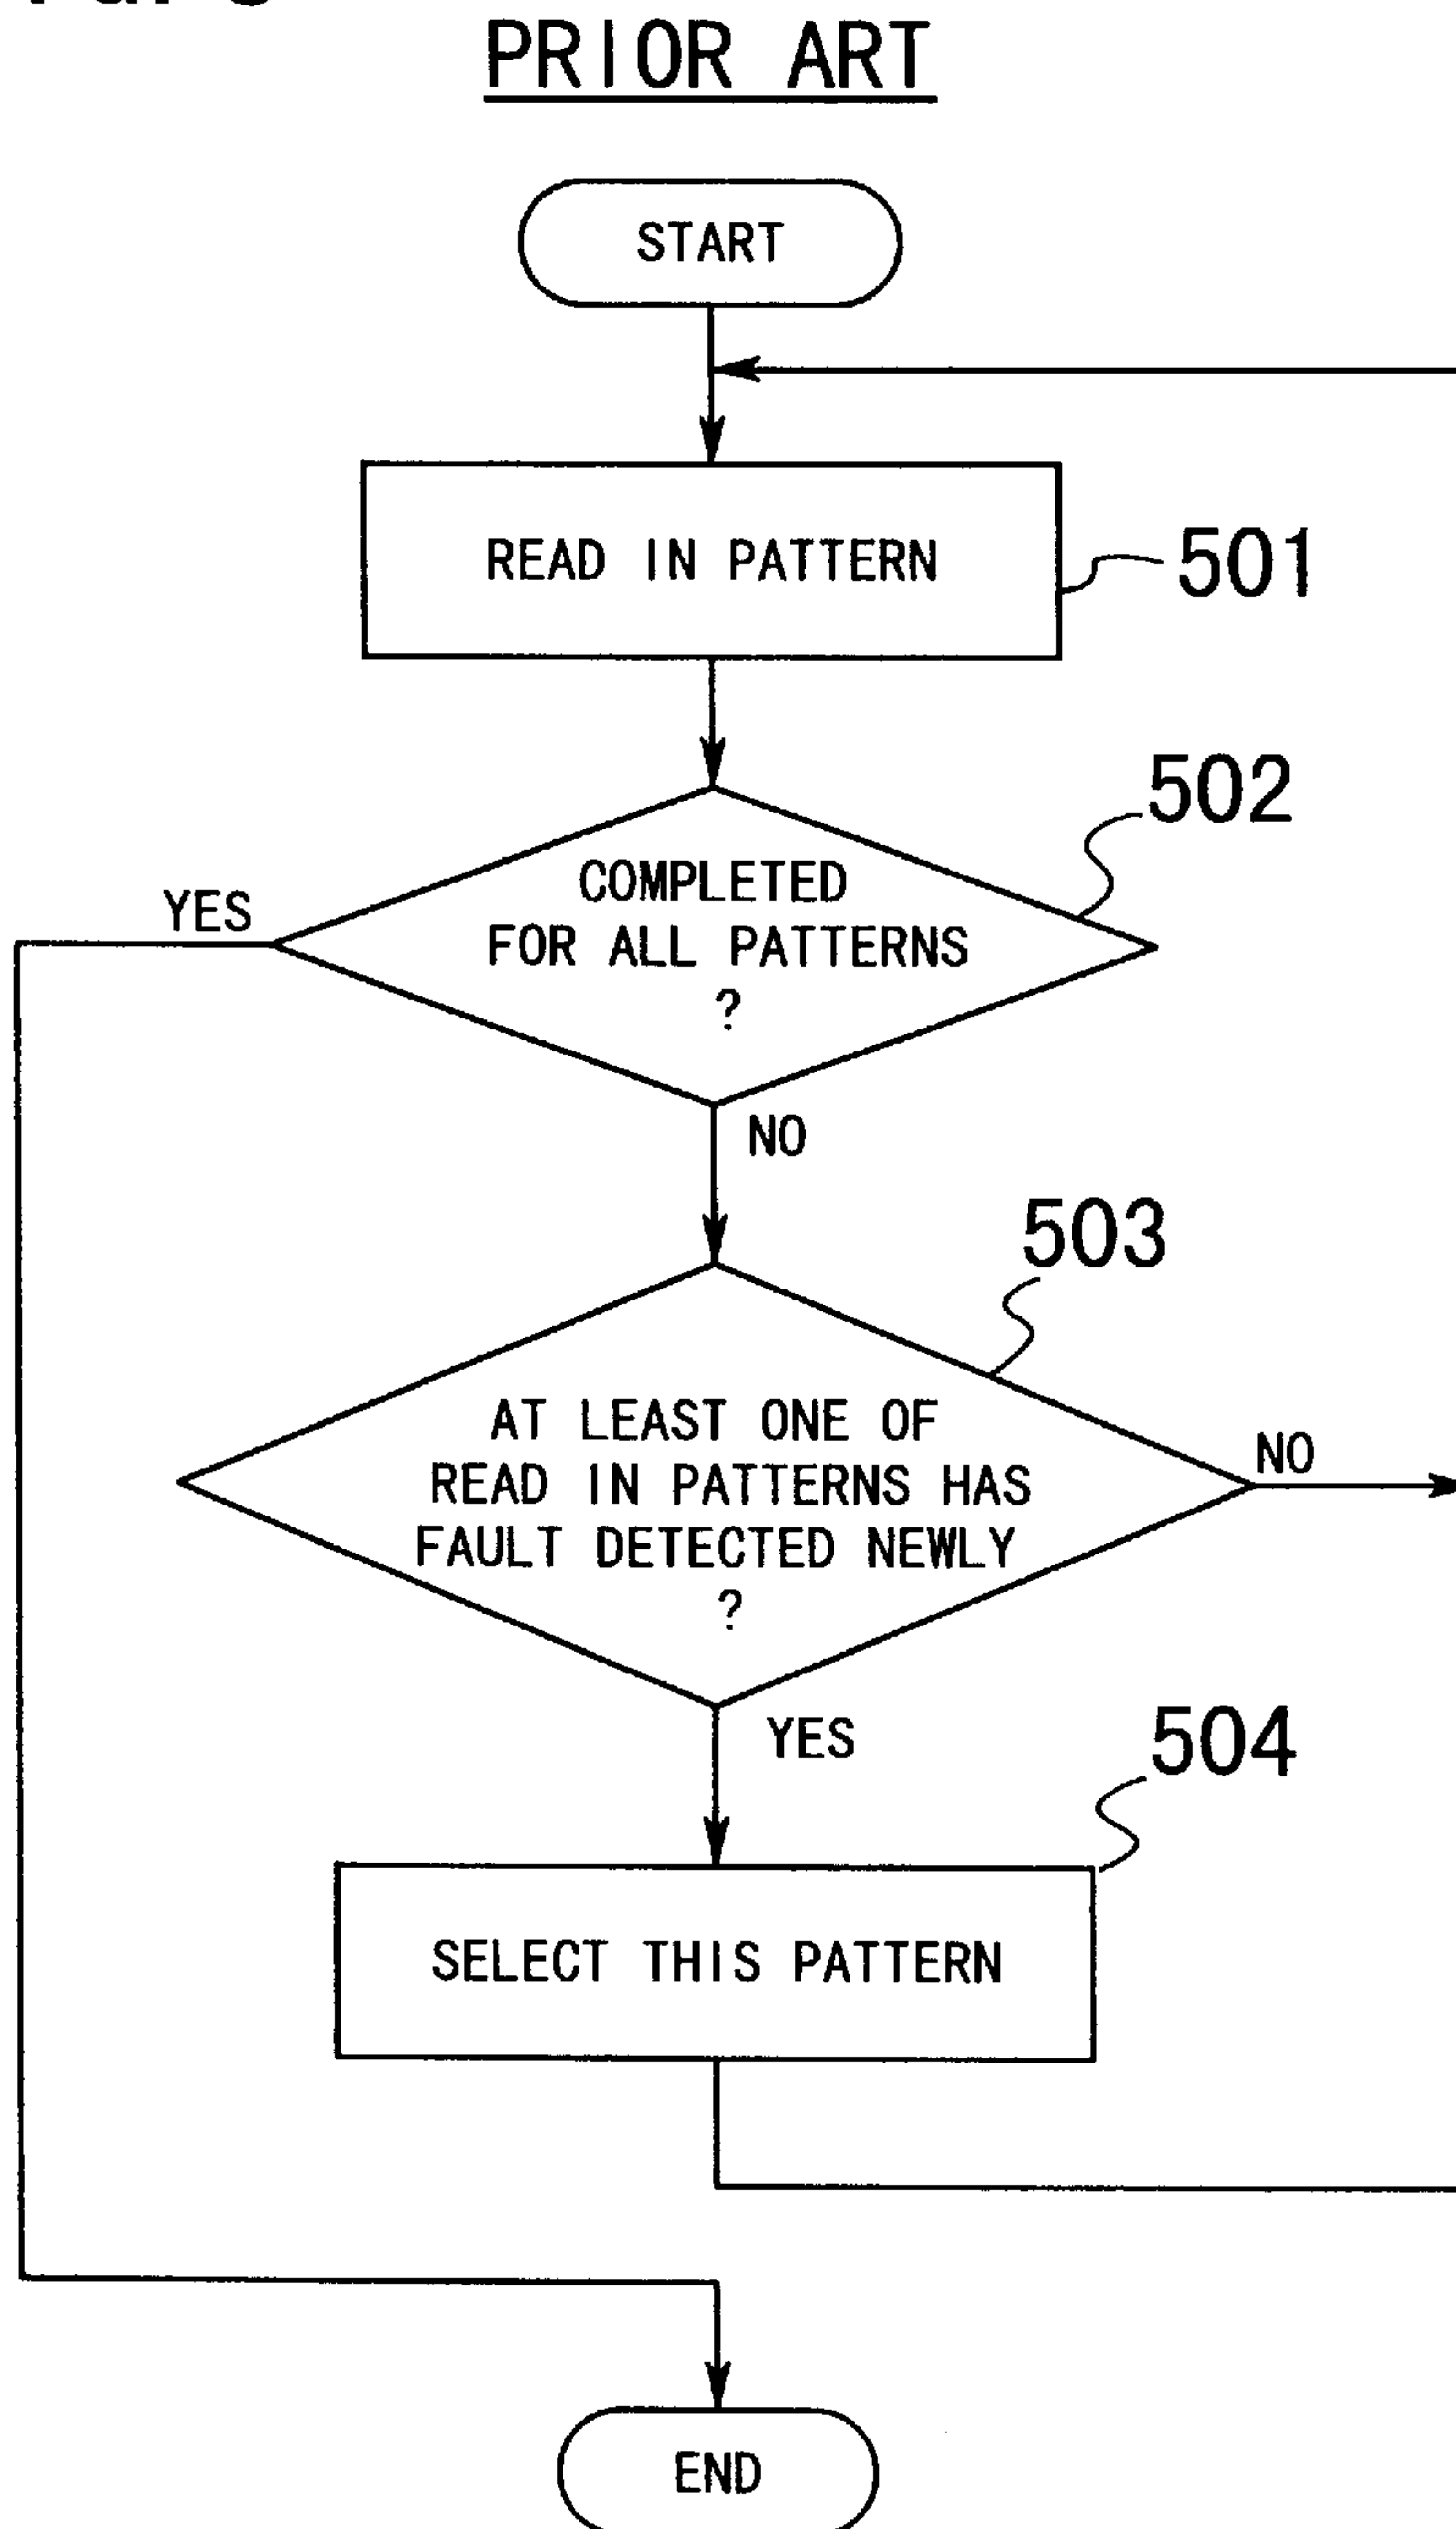 PRIOR ART
START
READ IN PATTERN
501
502
COMPLETED
FOR ALL PATTERNS
?
YES
NO
503
AT LEAST ONE OF
READ IN PATTERNS HAS
FAULT DETECTED NEWLY
?
NO
YES
504
SELECT THIS PATTERN
END